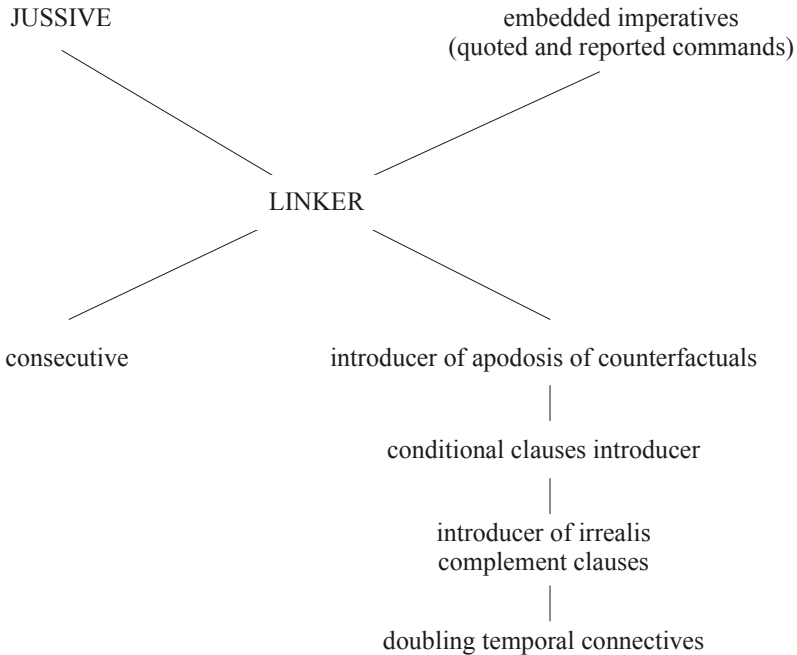 JUSSIVE
embedded imperatives
(quoted and reported commands)
LINKER
consecutive
introducer of apodosis of counterfactuals
conditional clauses introducer
introducer of irrealis
complement clauses
doubling temporal connectives